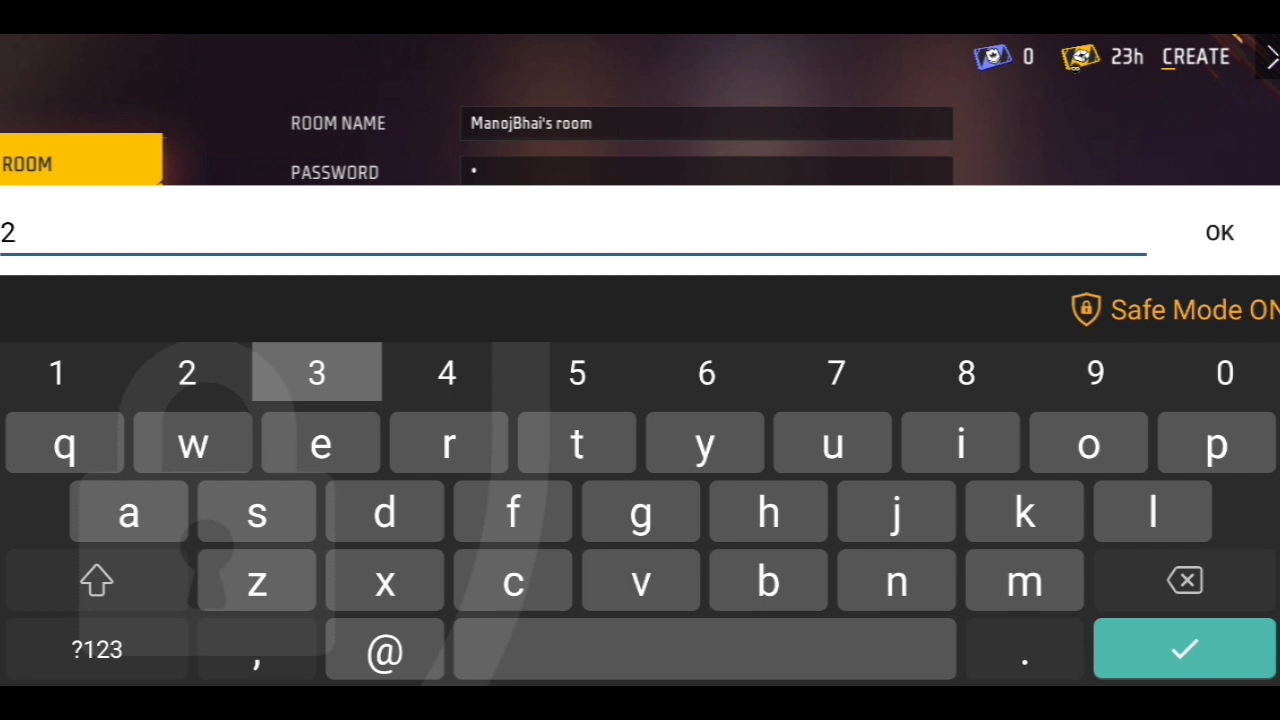 0 23h CREATE
ROOM NAME ManojBhai's room
ROOM
PASSWORD •
2 OK
Safe Mode ON
1 2 3 4 5 6 7 8 9 0
q w e r t y u i o p
a s d f g h j k l
z x c v b n m
?123 , @ .